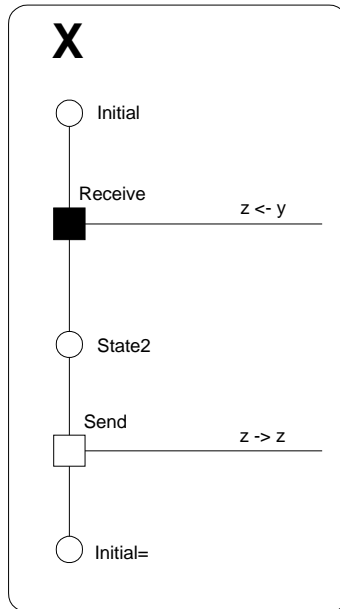 X
Initial
Receive
z <- y
State2
Send
z -> z
Initial=